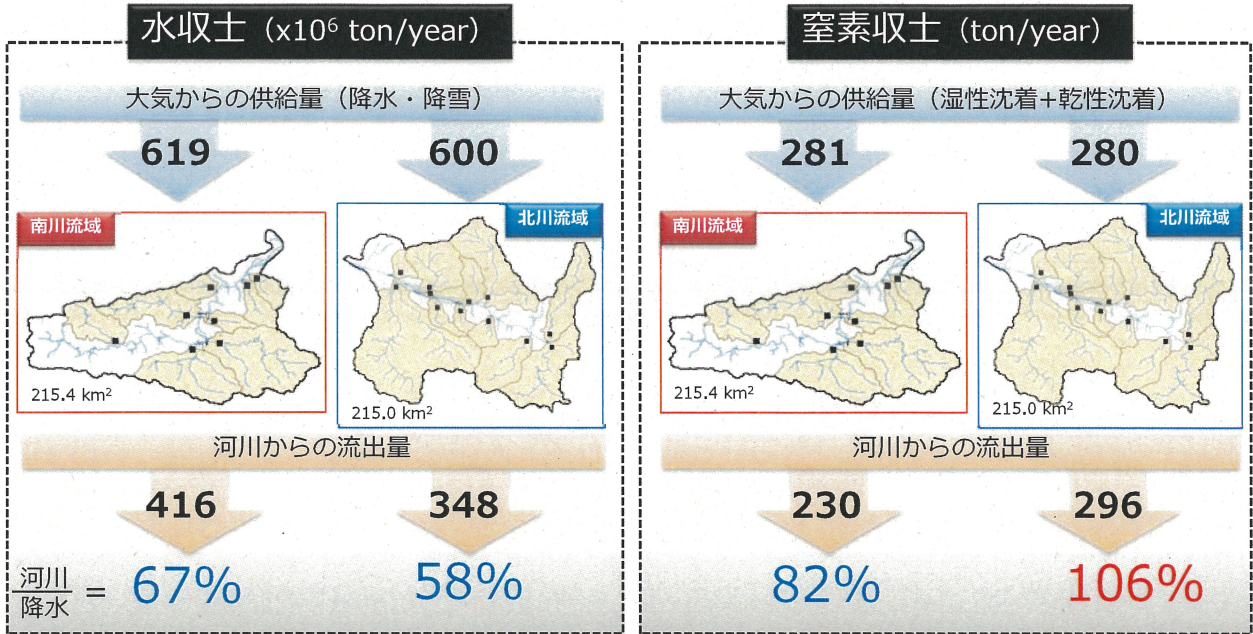 水収士（x10⁶ ton/year）
大気からの供給量（降水・降雪）
619
600
南川流域
北川流域
215.4 km²
215.0 km²
河川からの流出量
416
348
河川
降水
=
67%
58%
窒素収士（ton/year）
大気からの供給量（湿性沈着+乾性沈着）
281
280
南川流域
北川流域
215.4 km²
215.0 km²
河川からの流出量
230
296
82%
106%